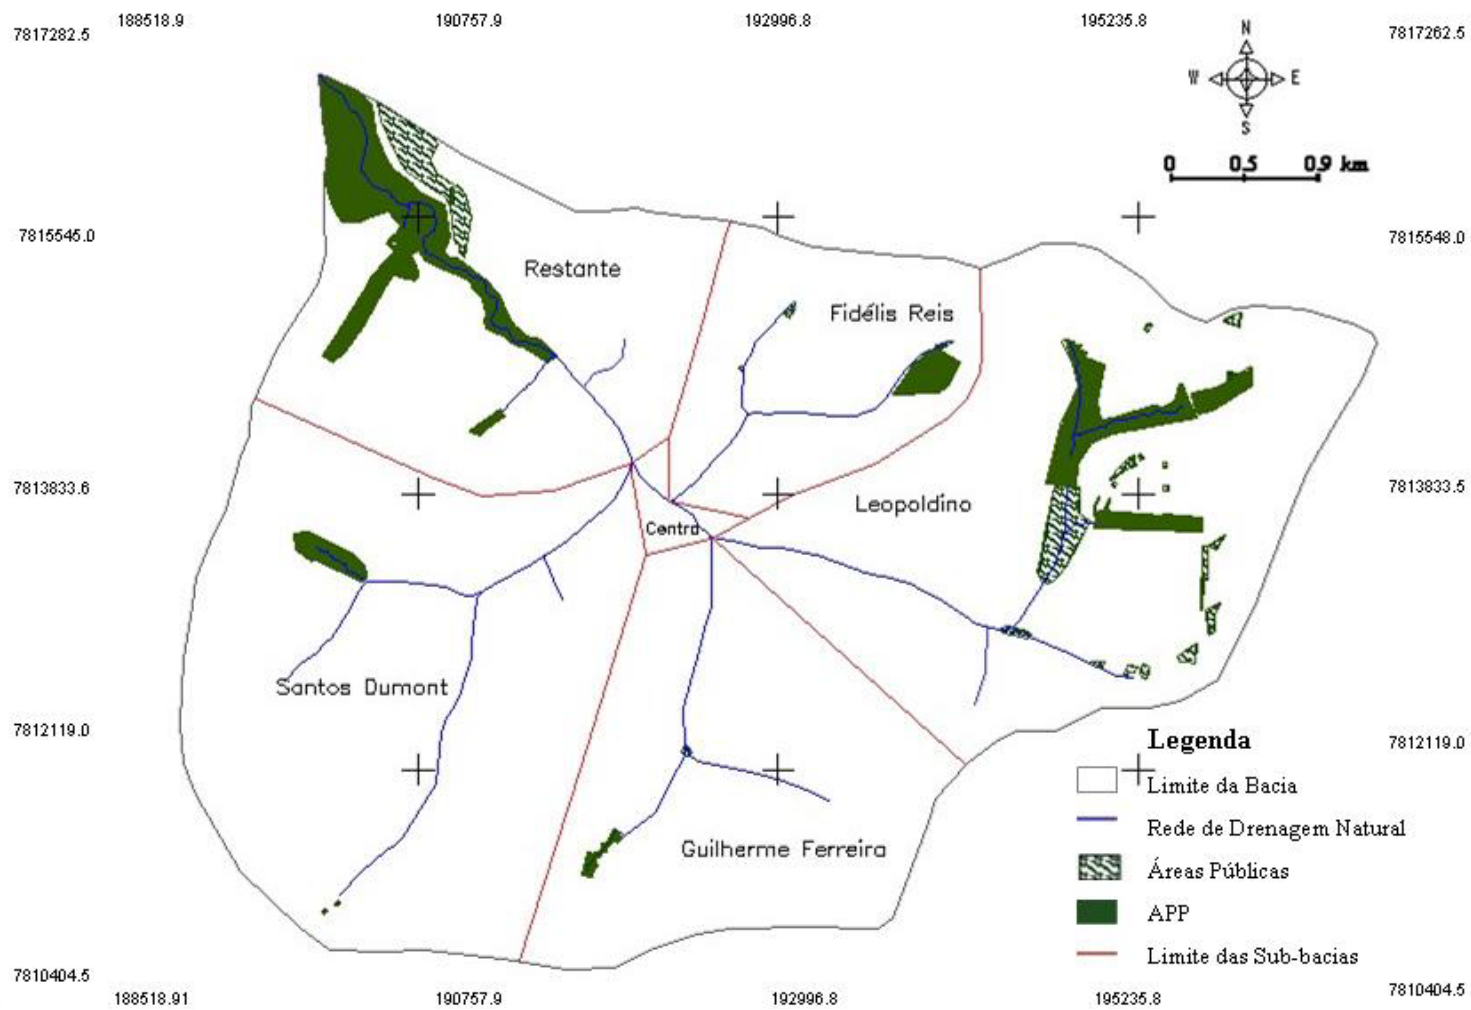 188518.9 190757.9 192996.8 195235.8
7817282.5 7817262.5
N
W E
S
0 0.5 0.9 km
7815545.0 7815548.0
Restante
Fidélis Reis
7813833.6 7813833.5
Leopoldino
Centro
Santos Dumont
7812119.0 7812119.0
Legenda
Limite da Bacia
Rede de Drenagem Natural
Guilherme Ferreira
Áreas Públicas
APP
Limite das Sub-bacias
7810404.5 7810404.5
188518.91 190757.9 192996.8 195235.8